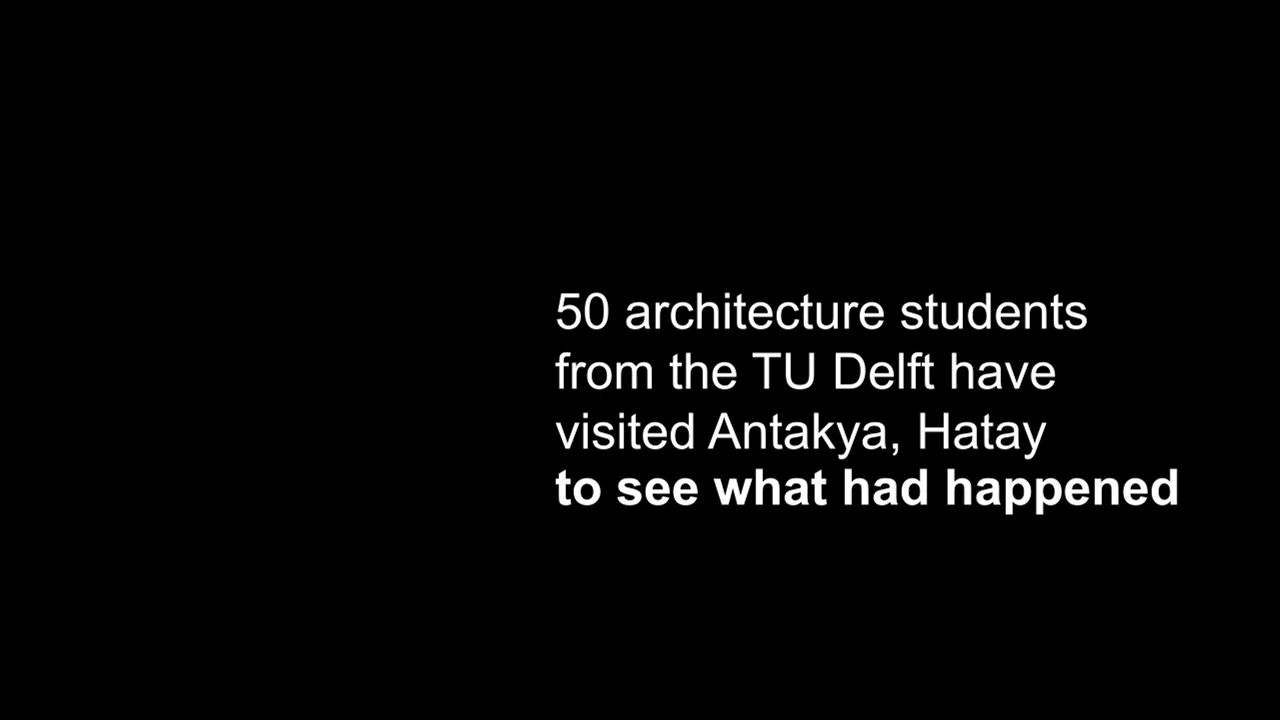 50 architecture students
from the TU Delft have
visited Antakya, Hatay
to see what had happened